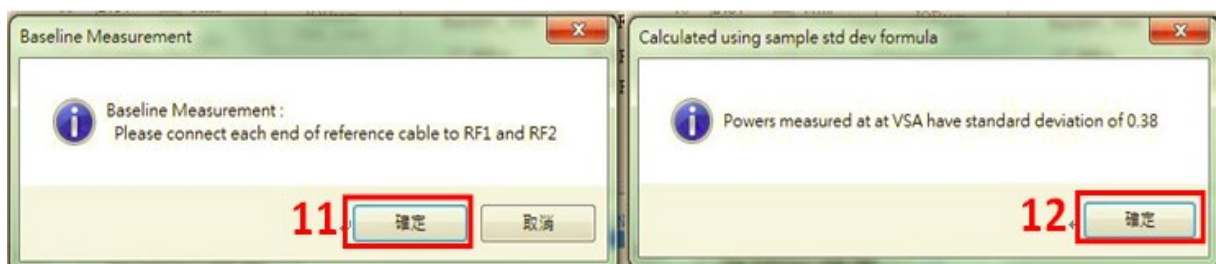 Baseline Measurement
Baseline Measurement :
Please connect each end of reference cable to RF1 and RF2
11
確定
取消
Calculated using sample std dev formula
Powers measured at at VSA have standard deviation of 0.38
12
確定